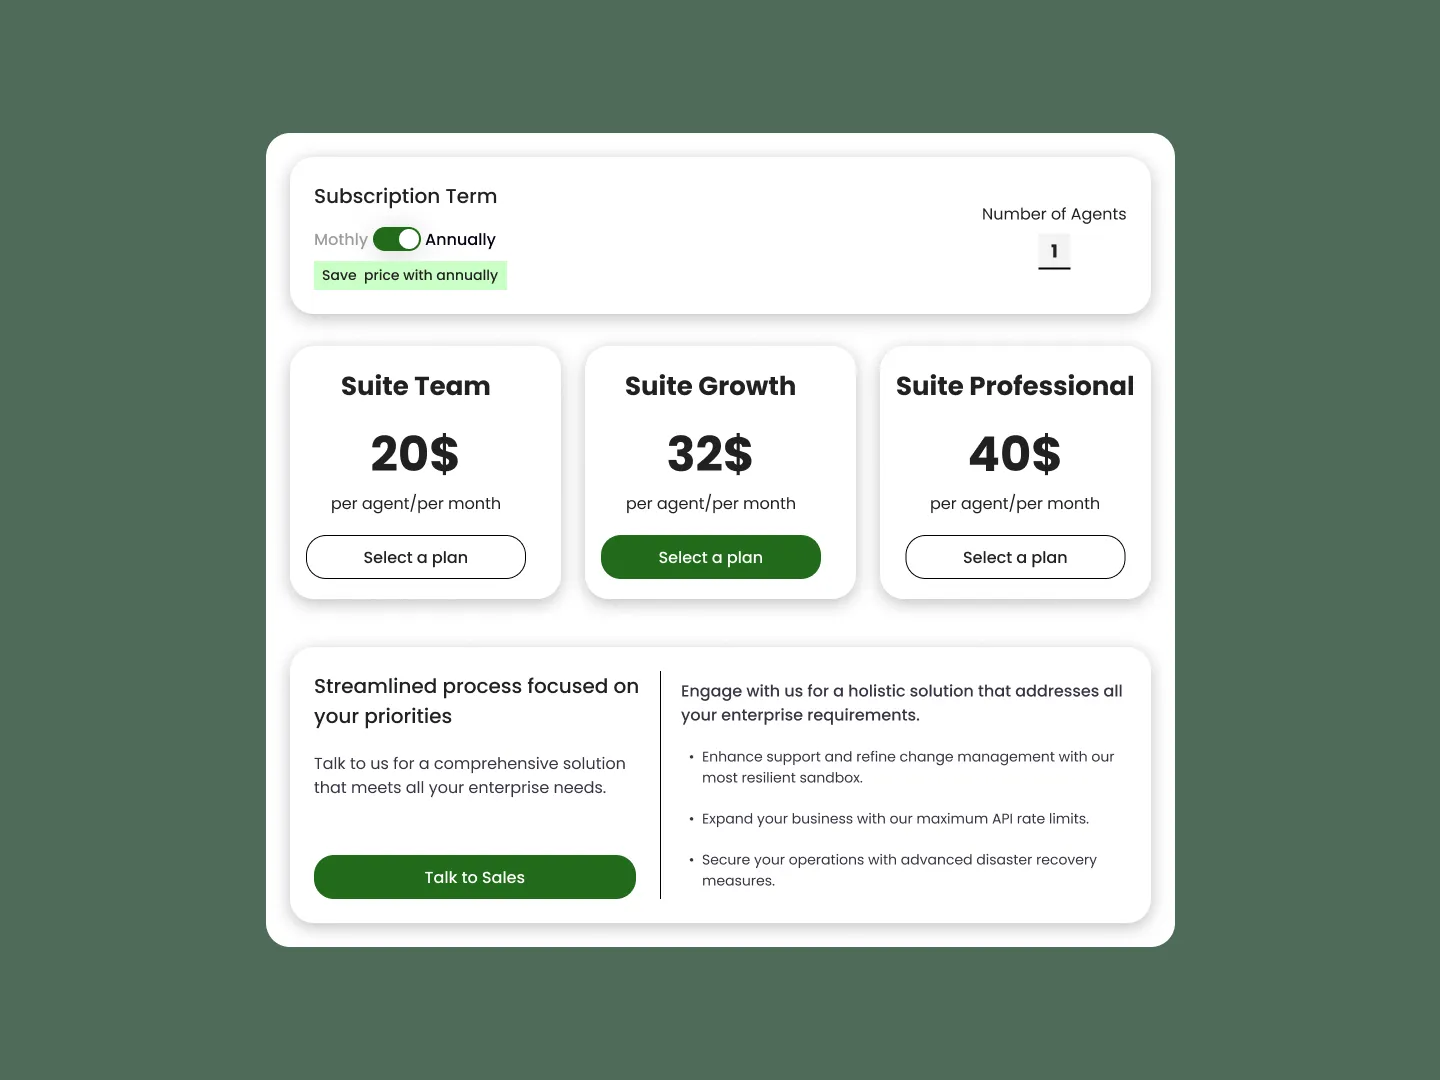 Subscription Term
Mothly Annually
Save price with annually
Number of Agents
1
Suite Team
20$
per agent/per month
Select a plan
Suite Growth
32$
per agent/per month
Select a plan
Suite Professional
40$
per agent/per month
Select a plan
Streamlined process focused on
your priorities
Talk to us for a comprehensive solution
that meets all your enterprise needs.
Talk to Sales
Engage with us for a holistic solution that addresses all
your enterprise requirements.
• Enhance support and refine change management with our
most resilient sandbox.
• Expand your business with our maximum API rate limits.
• Secure your operations with advanced disaster recovery
measures.